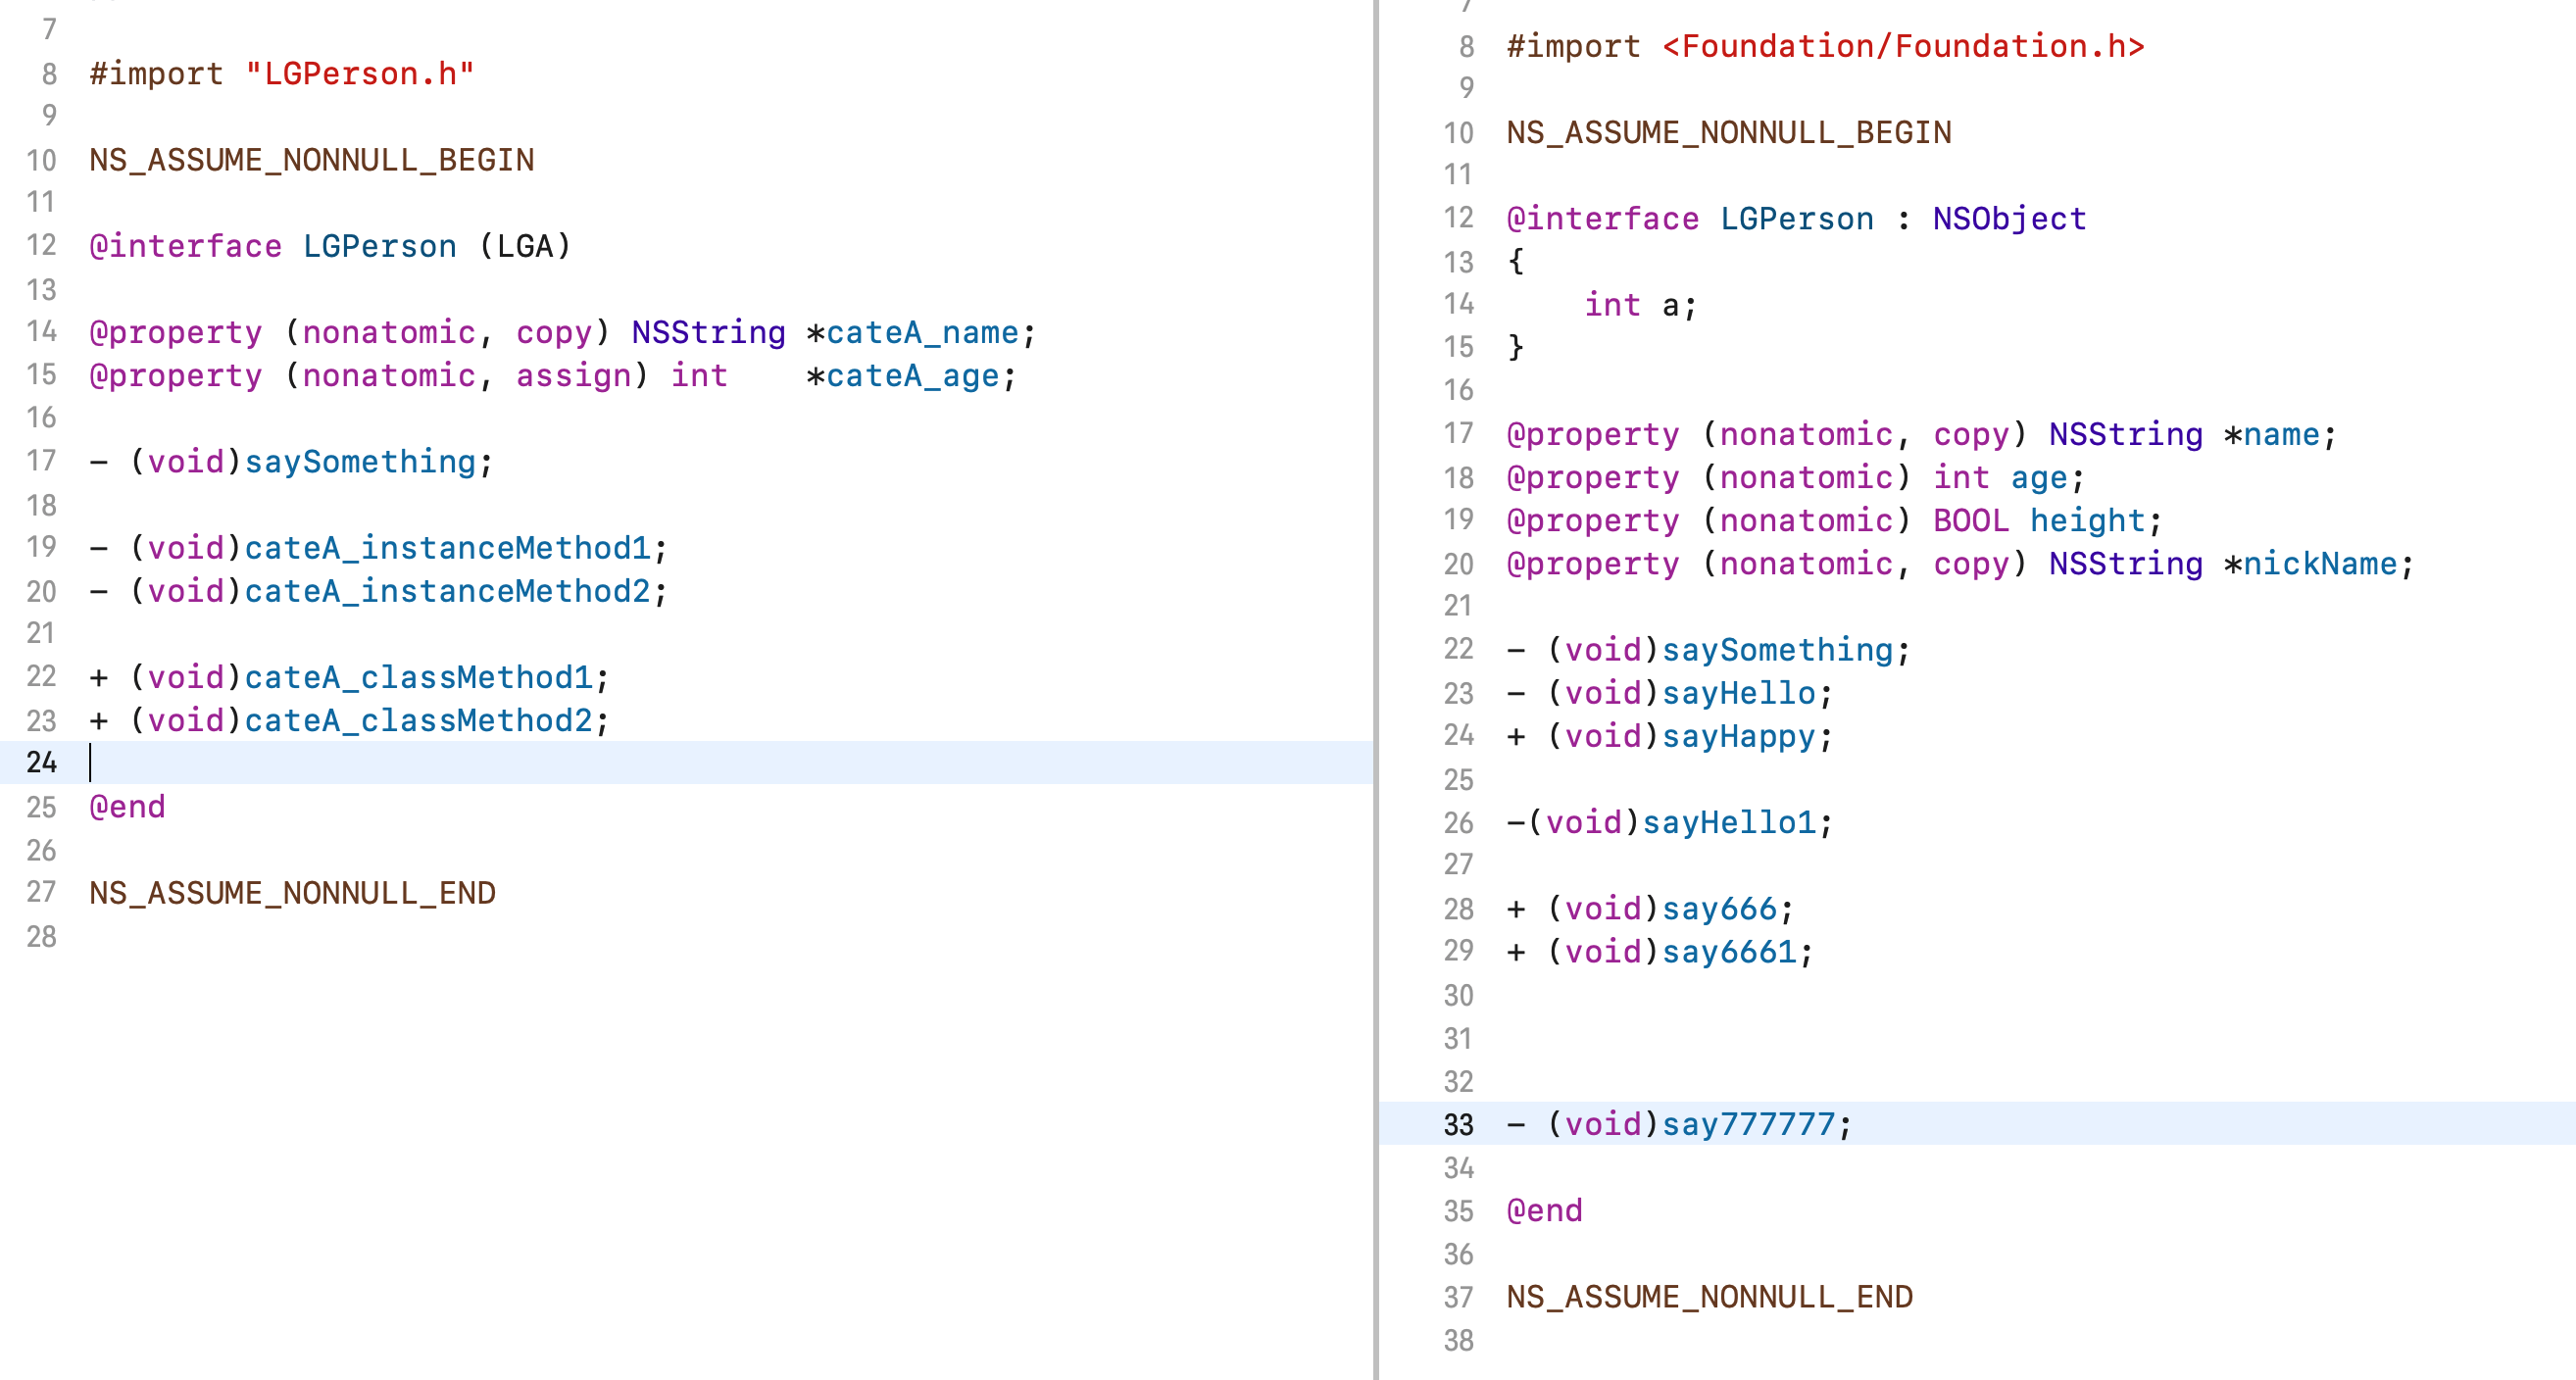 7
8 #import "LGPerson.h"
9
10 NS_ASSUME_NONNULL_BEGIN
11
12 @interface LGPerson (LGA)
13
14 @property (nonatomic, copy) NSString *cateA_name;
15 @property (nonatomic, assign) int    *cateA_age;
16
17 - (void)saySomething;
18
19 - (void)cateA_instanceMethod1;
20 - (void)cateA_instanceMethod2;
21
22 + (void)cateA_classMethod1;
23 + (void)cateA_classMethod2;
24
25 @end
26
27 NS_ASSUME_NONNULL_END
28
7
8 #import <Foundation/Foundation.h>
9
10 NS_ASSUME_NONNULL_BEGIN
11
12 @interface LGPerson : NSObject
13 {
14     int a;
15 }
16
17 @property (nonatomic, copy) NSString *name;
18 @property (nonatomic) int age;
19 @property (nonatomic) BOOL height;
20 @property (nonatomic, copy) NSString *nickName;
21
22 - (void)saySomething;
23 - (void)sayHello;
24 + (void)sayHappy;
25
26 -(void)sayHello1;
27
28 + (void)say666;
29 + (void)say6661;
30
31
32
33 - (void)say777777;
34
35 @end
36
37 NS_ASSUME_NONNULL_END
38